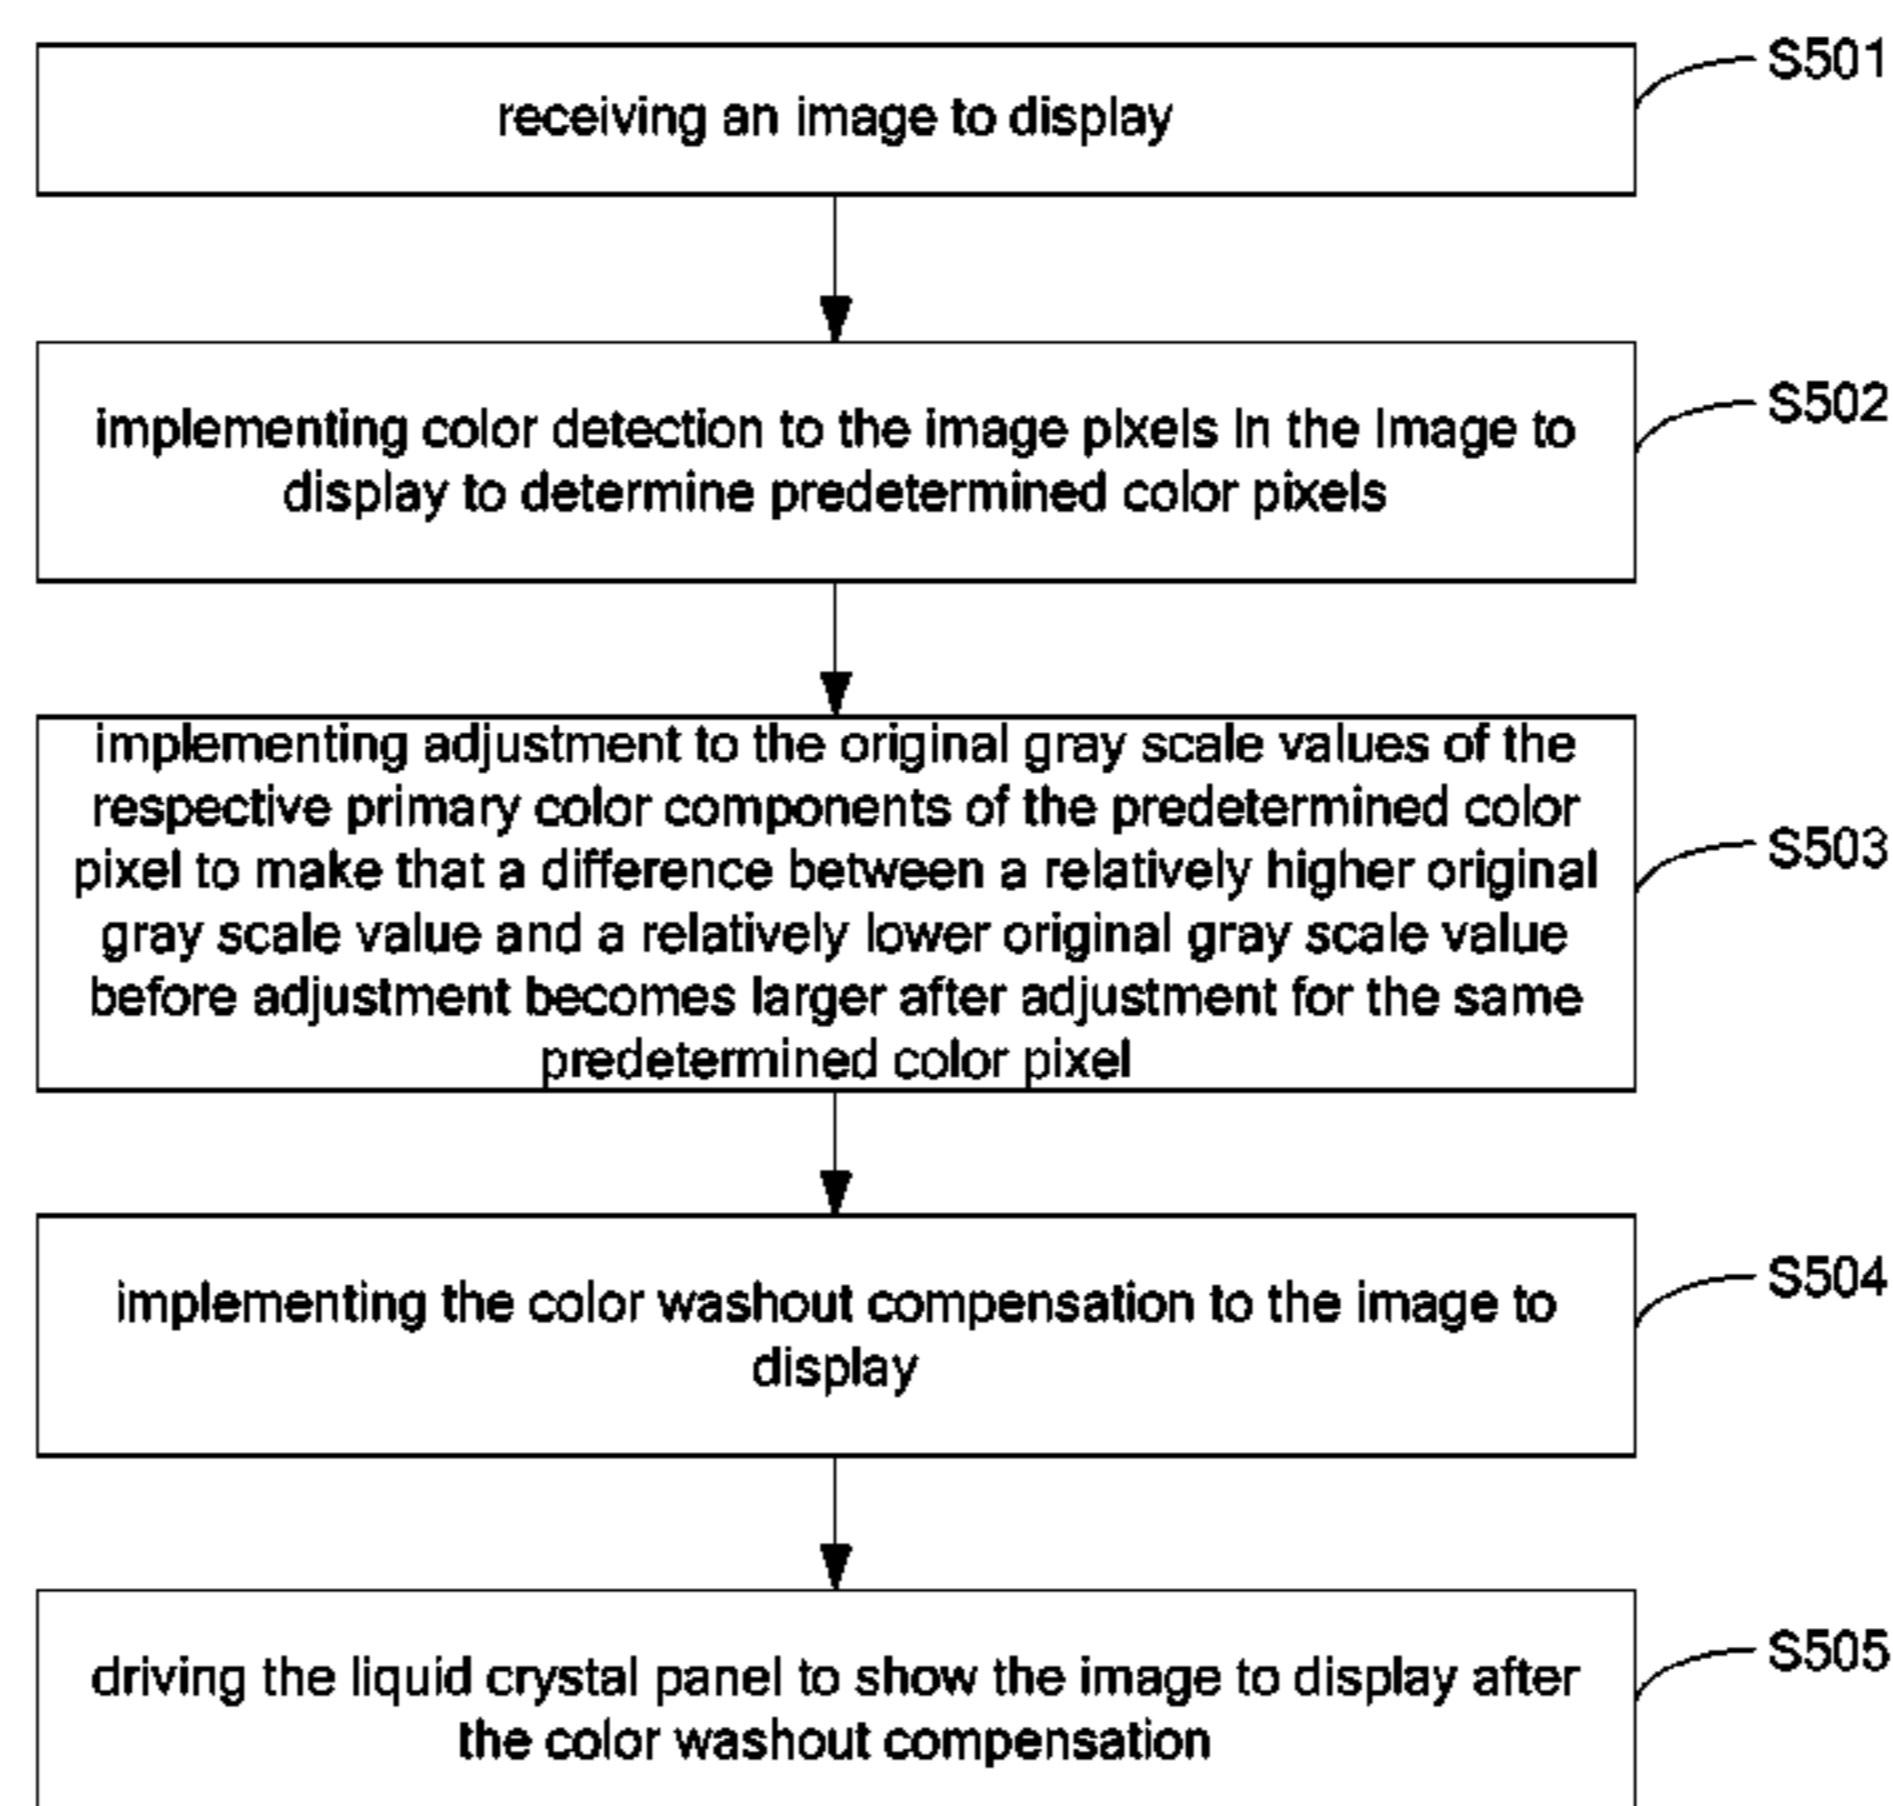 receiving an image to display
S501
implementing color detection to the image pixels in the image to
display to determine predetermined color pixels
S502
implementing adjustment to the original gray scale values of the
respective primary color components of the predetermined color
pixel to make that a difference between a relatively higher original
gray scale value and a relatively lower original gray scale value
before adjustment becomes larger after adjustment for the same
predetermined color pixel
S503
implementing the color washout compensation to the image to
display
S504
driving the liquid crystal panel to show the image to display after
the color washout compensation
S505